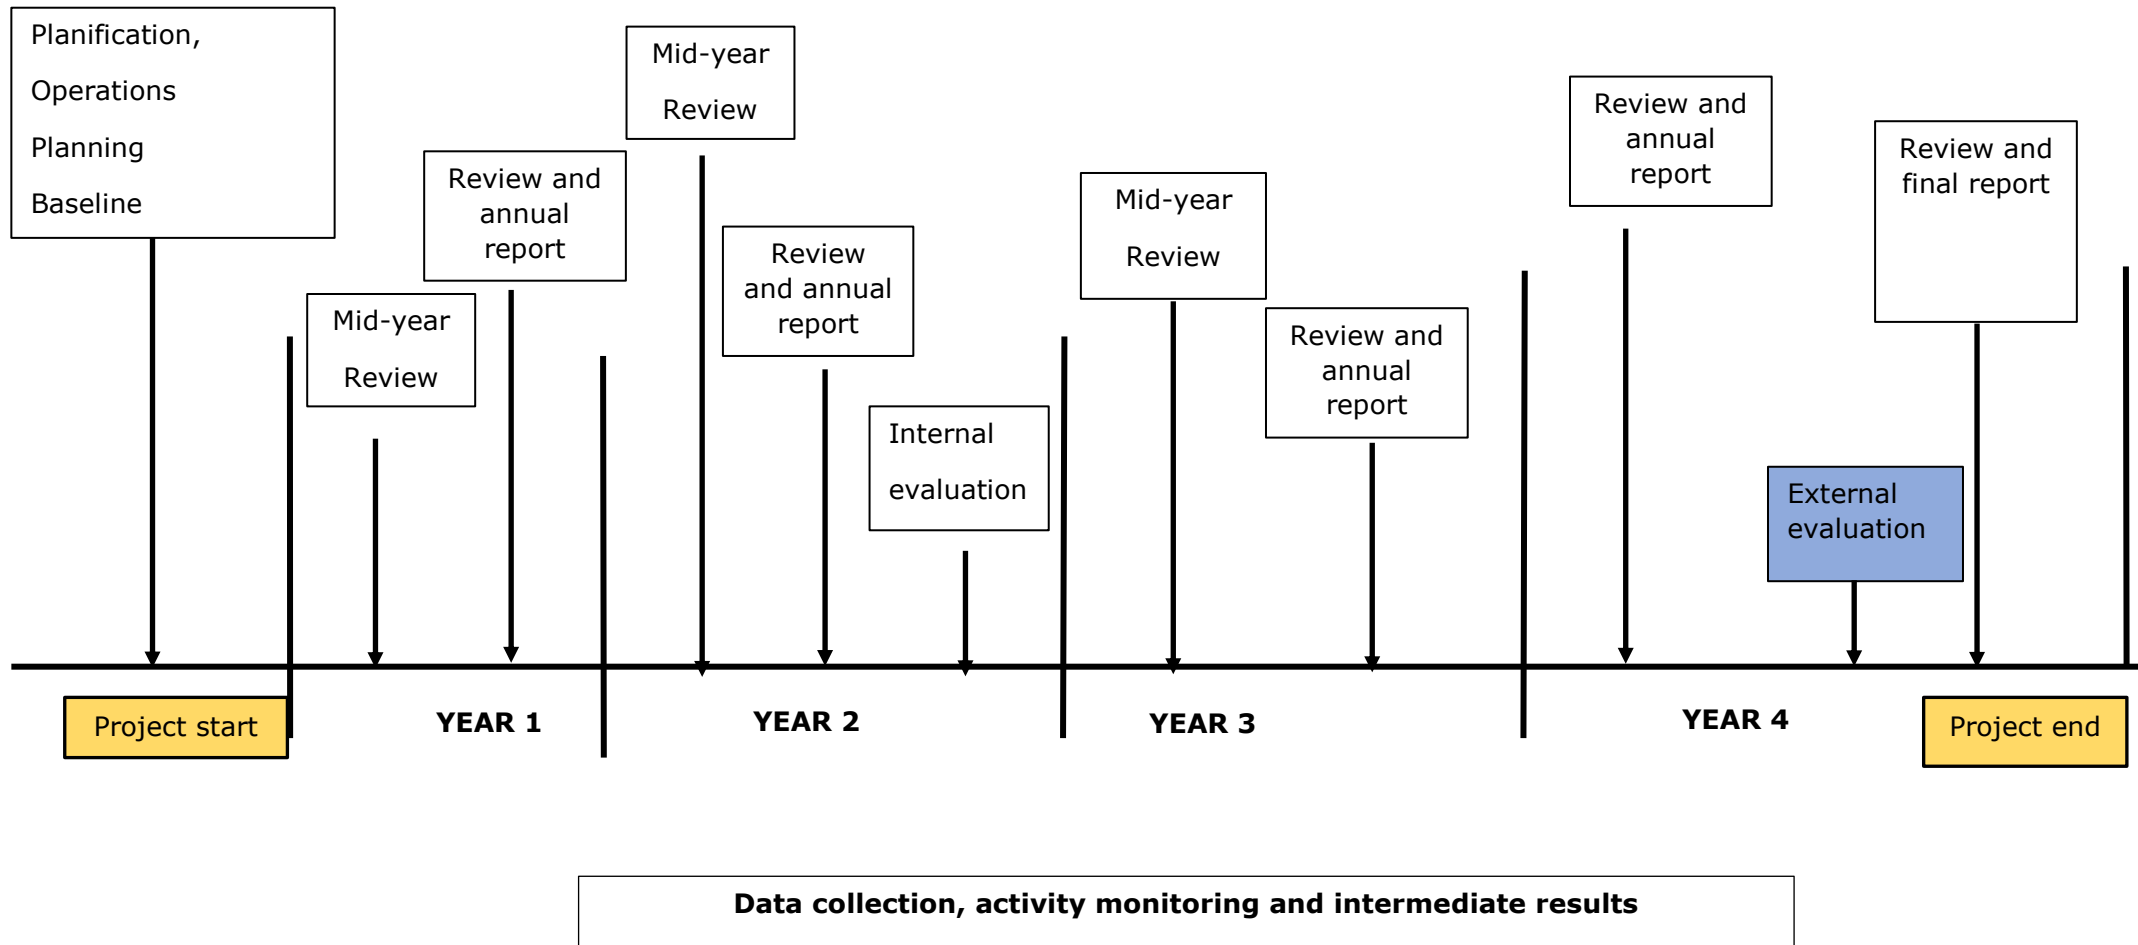 Planification,
Operations
Planning
Baseline
Mid-year
Review
Review and
annual
report
Mid-year
Review
Review
and annual
report
Internal
evaluation
Mid-year
Review
Review and
annual
report
Review and
annual
report
External
evaluation
Review and
final report
Project start
YEAR 1
YEAR 2
YEAR 3
YEAR 4
Project end
Data collection, activity monitoring and intermediate results